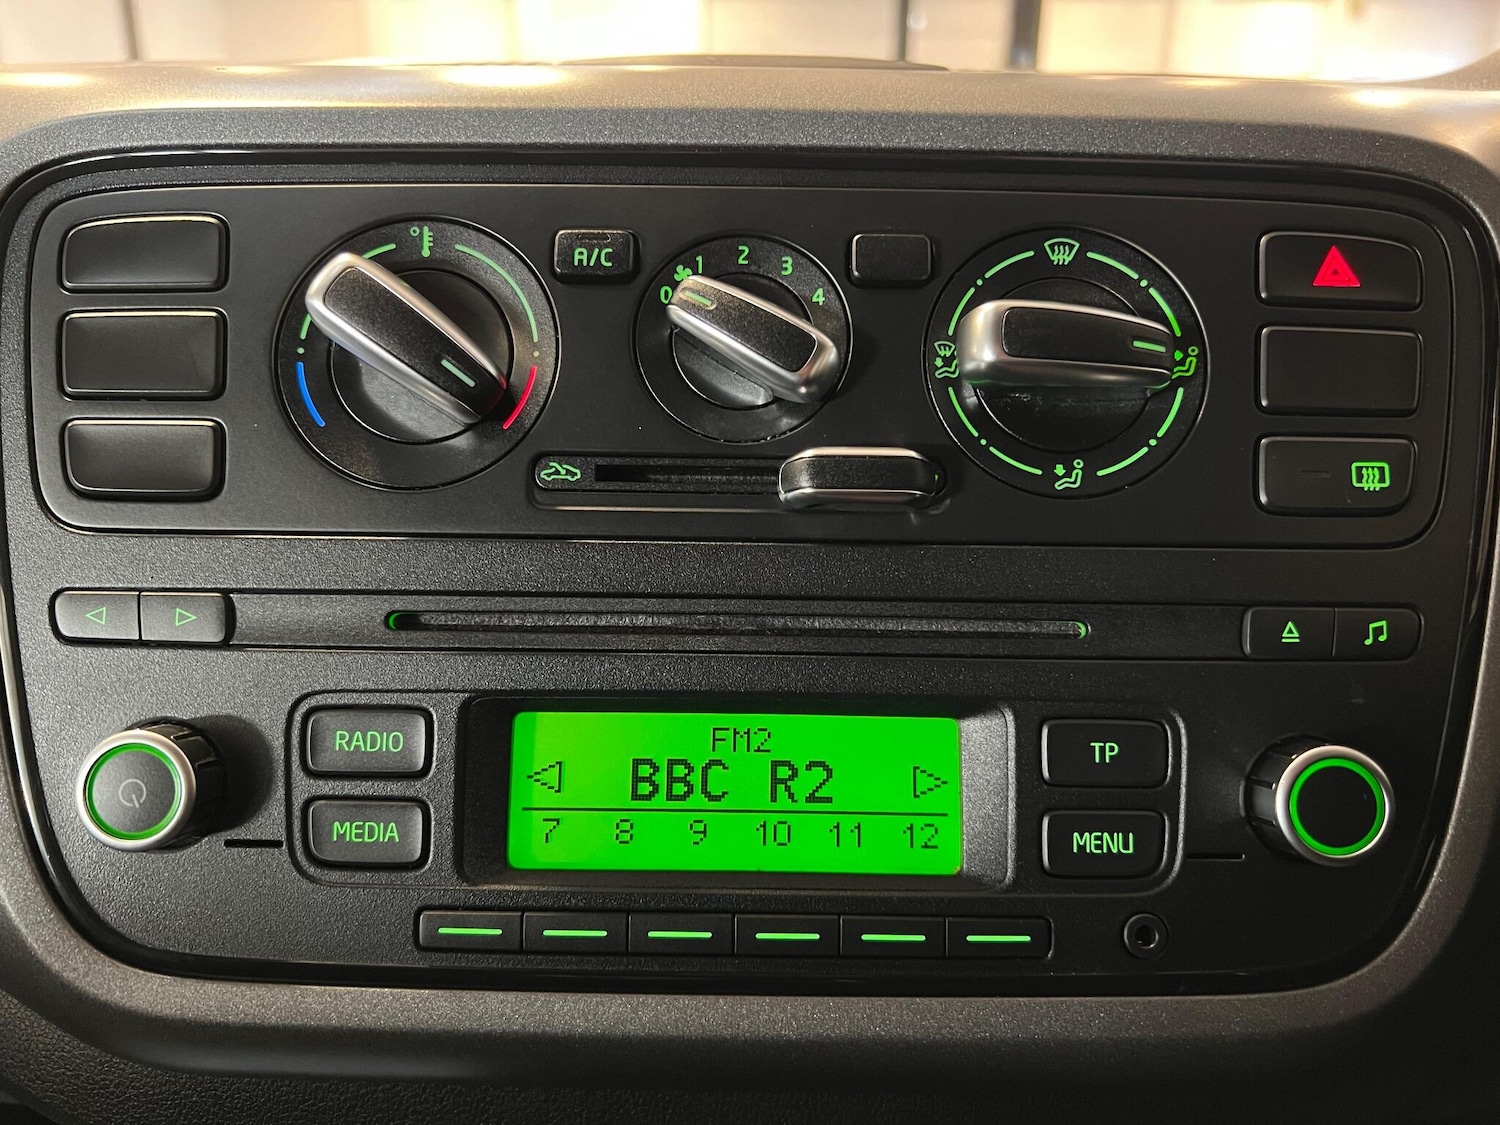 A/C
0 1 2 3 4
FM2
RADIO
BBC R2
TP
MEDIA
7 8 9 10 11 12
MENU